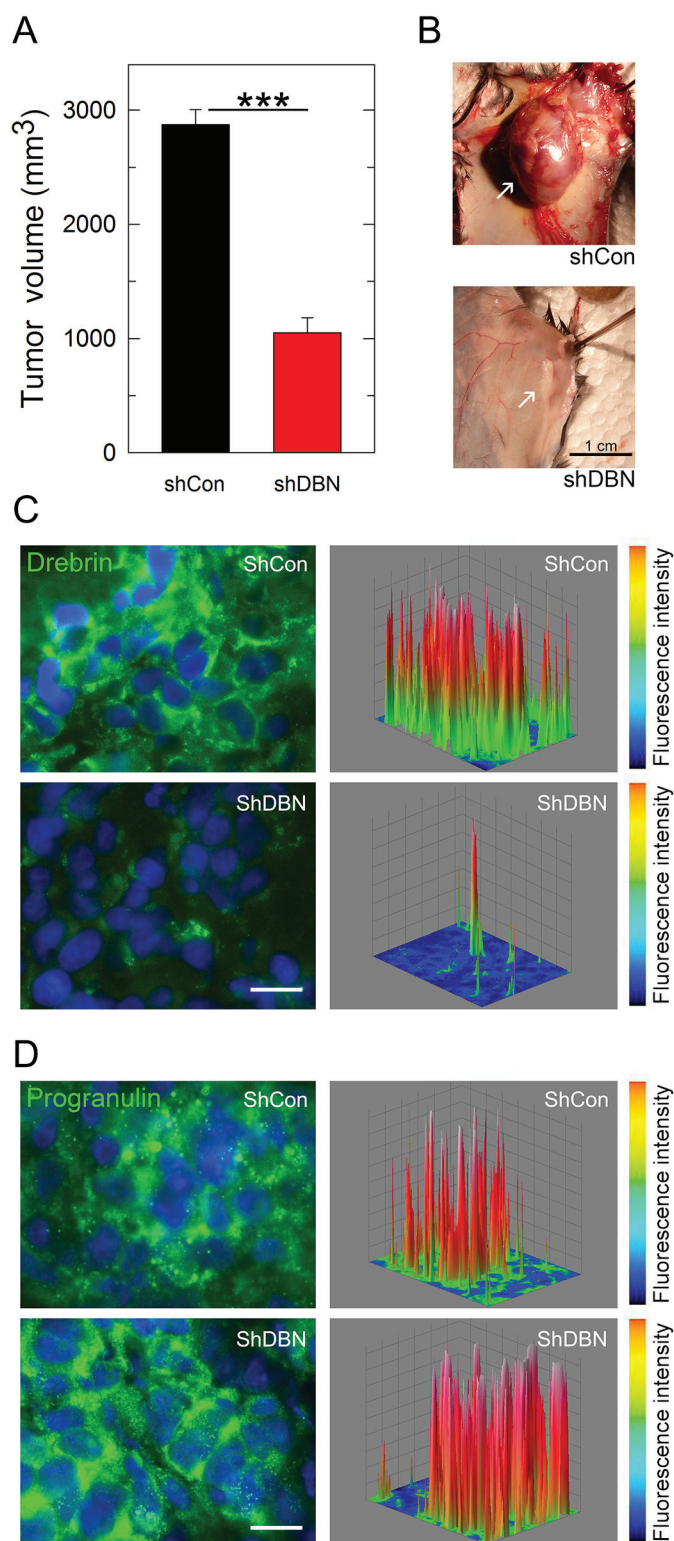 A
B
Tumor volume (mm3)
3000
2000
1000
0
***
shCon
shDBN
shCon
1 cm
shDBN
C
Drebrin
ShCon
ShCon
Fluorescence intensity
ShDBN
ShDBN
Fluorescence intensity
D
Progranulin
ShCon
ShCon
Fluorescence intensity
ShDBN
ShDBN
Fluorescence intensity